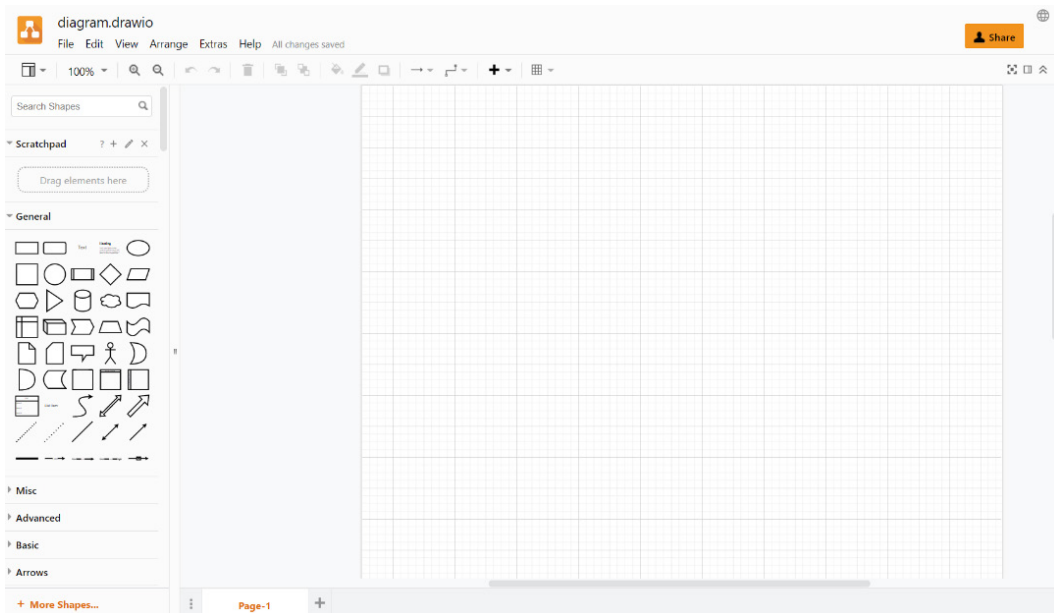 diagram.drawio
File Edit View Arrange Extras Help All changes saved
Share
100%
Search Shapes
Scratchpad ? +
Drag elements here
General
Text Heading
Misc
Advanced
Basic
Arrows
+ More Shapes...
Page-1 +